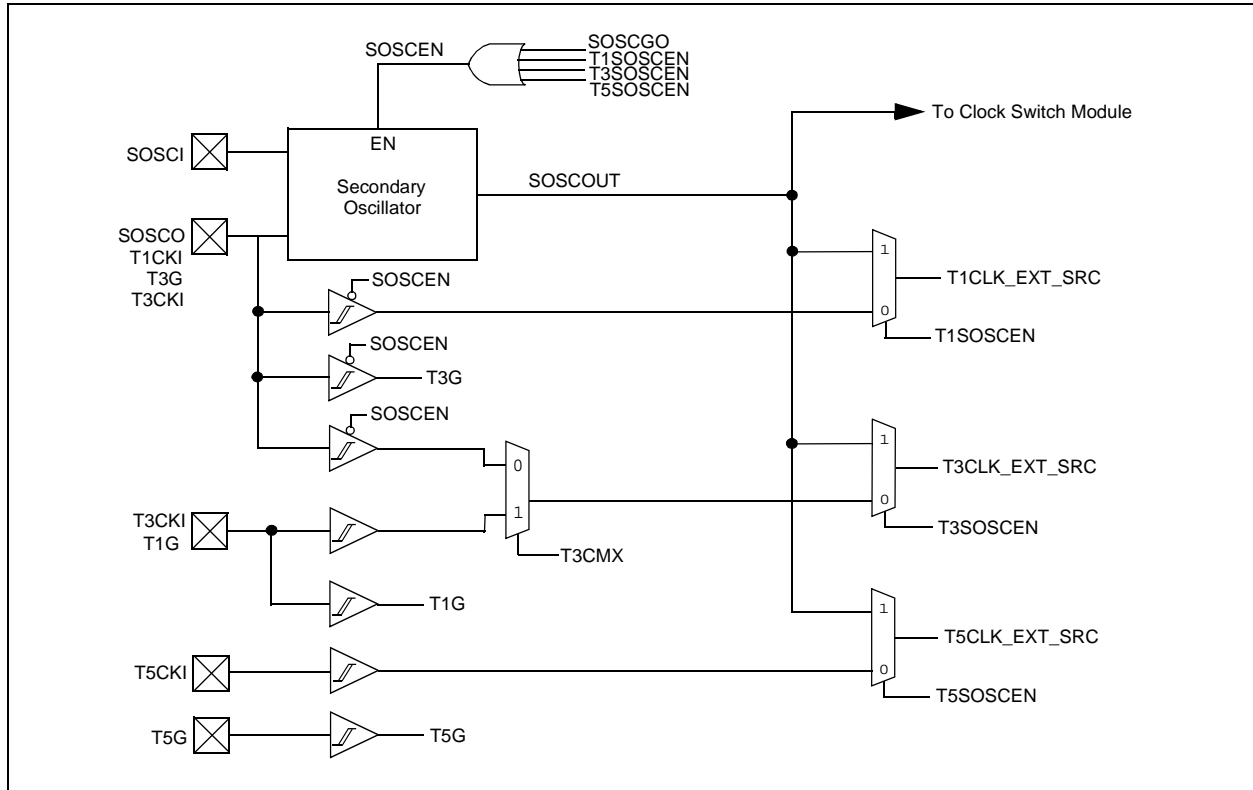 SOSCEN
SOSCGO
T1SOSCEN
T3SOSCEN
T5SOSCEN
To Clock Switch Module
EN
SOSCI
Secondary
Oscillator
SOSCOUT
SOSCO
T1CKI
T3G
T3CKI
SOSCEN
1
0
T1CLK_EXT_SRC
T1SOSCEN
SOSCEN
T3G
SOSCEN
0
1
T3CMX
1
0
T3CLK_EXT_SRC
T3SOSCEN
T3CKI
T1G
T1G
1
0
T5CLK_EXT_SRC
T5SOSCEN
T5CKI
T5G
T5G